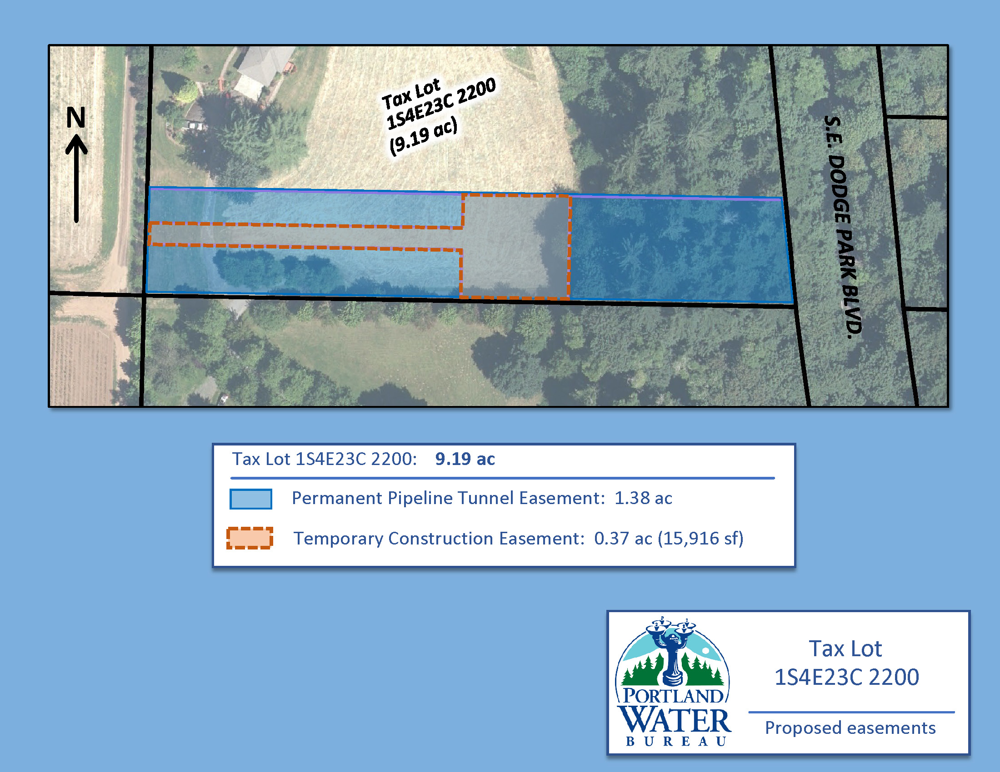 N
Tax Lot
1S4E23C 2200
(9.19 ac)
S.E. DODGE PARK BLVD.
Tax Lot 1S4E23C 2200: 9.19 ac
Permanent Pipeline Tunnel Easement: 1.38 ac
Temporary Construction Easement: 0.37 ac (15,916 sf)
PORTLAND
WATER
BUREAU
Tax Lot
1S4E23C 2200
Proposed easements